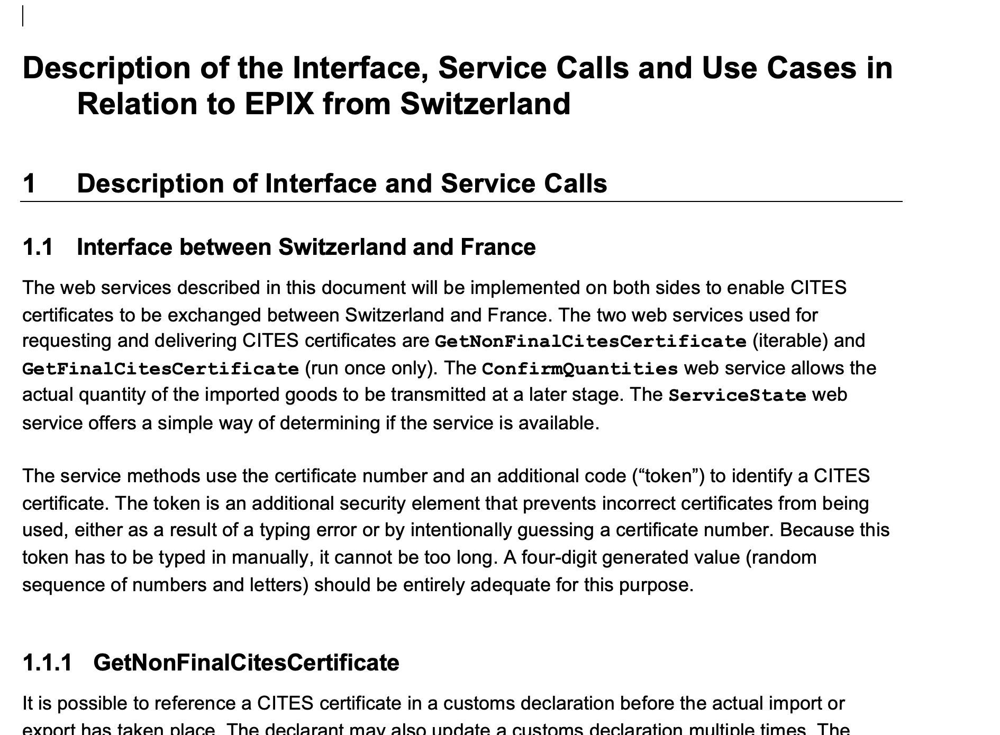 Description of the Interface, Service Calls and Use Cases in
Relation to EPIX from Switzerland
1 Description of Interface and Service Calls
1.1 Interface between Switzerland and France
The web services described in this document will be implemented on both sides to enable CITES
certificates to be exchanged between Switzerland and France. The two web services used for
requesting and delivering CITES certificates are GetNonFinalCitesCertificate (iterable) and
GetFinalCitesCertificate (run once only). The ConfirmQuantities web service allows the
actual quantity of the imported goods to be transmitted at a later stage. The ServiceState web
service offers a simple way of determining if the service is available.
The service methods use the certificate number and an additional code (“token”) to identify a CITES
certificate. The token is an additional security element that prevents incorrect certificates from being
used, either as a result of a typing error or by intentionally guessing a certificate number. Because this
token has to be typed in manually, it cannot be too long. A four-digit generated value (random
sequence of numbers and letters) should be entirely adequate for this purpose.
1.1.1 GetNonFinalCitesCertificate
It is possible to reference a CITES certificate in a customs declaration before the actual import or
export has taken place. The declarant may also update a customs declaration multiple times. The